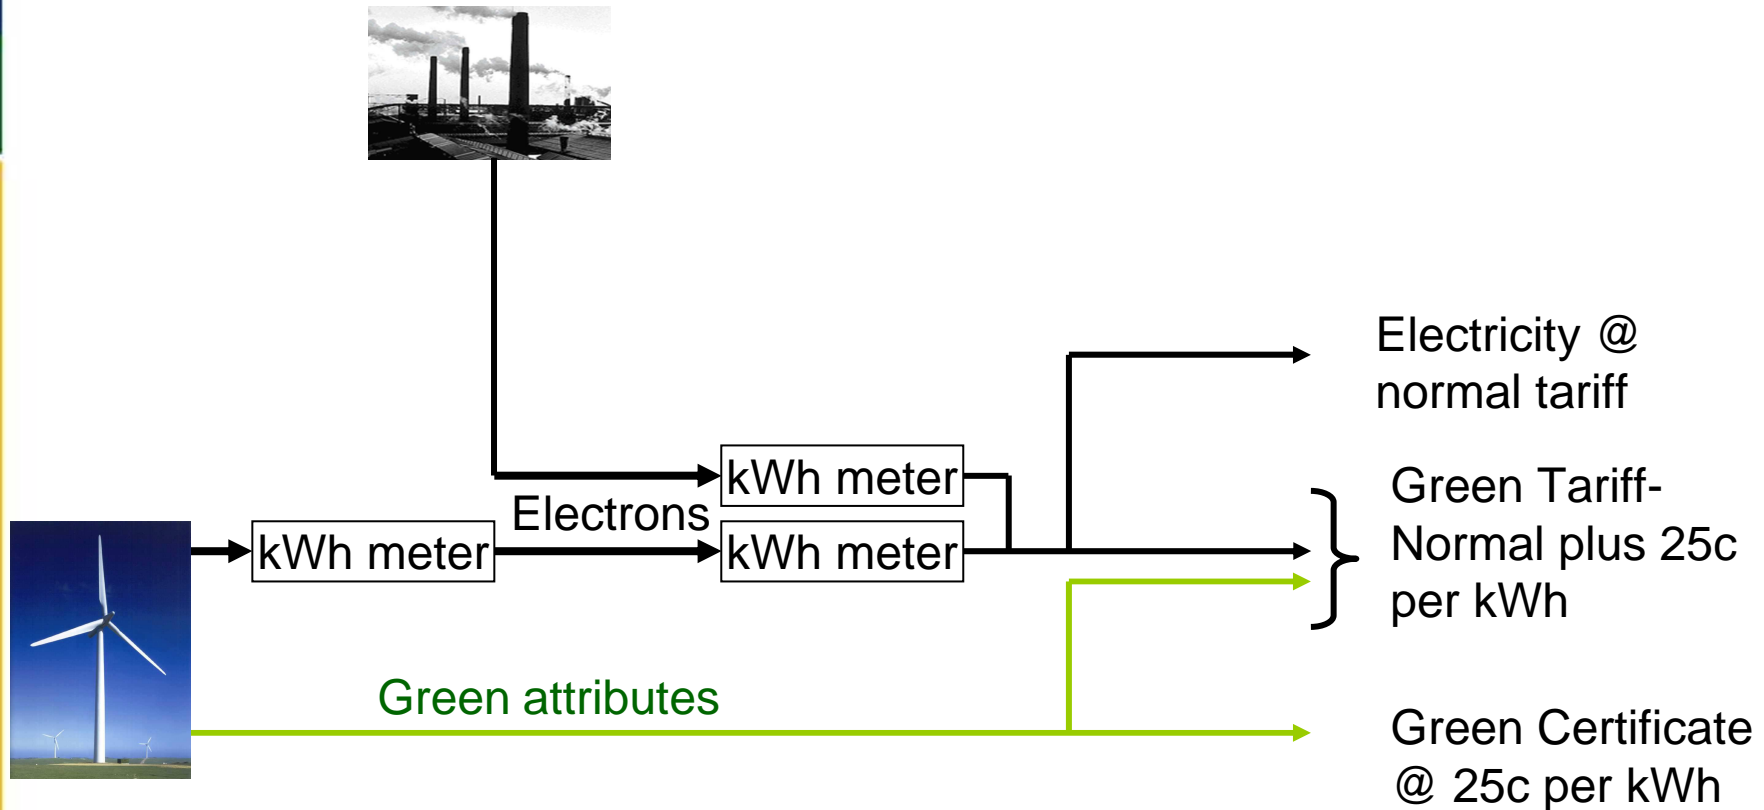 Electricity @
normal tariff
kWh meter
Electrons
kWh meter
kWh meter
Green Tariff-
Normal plus 25c
per kWh
Green attributes
Green Certificate
@ 25c per kWh